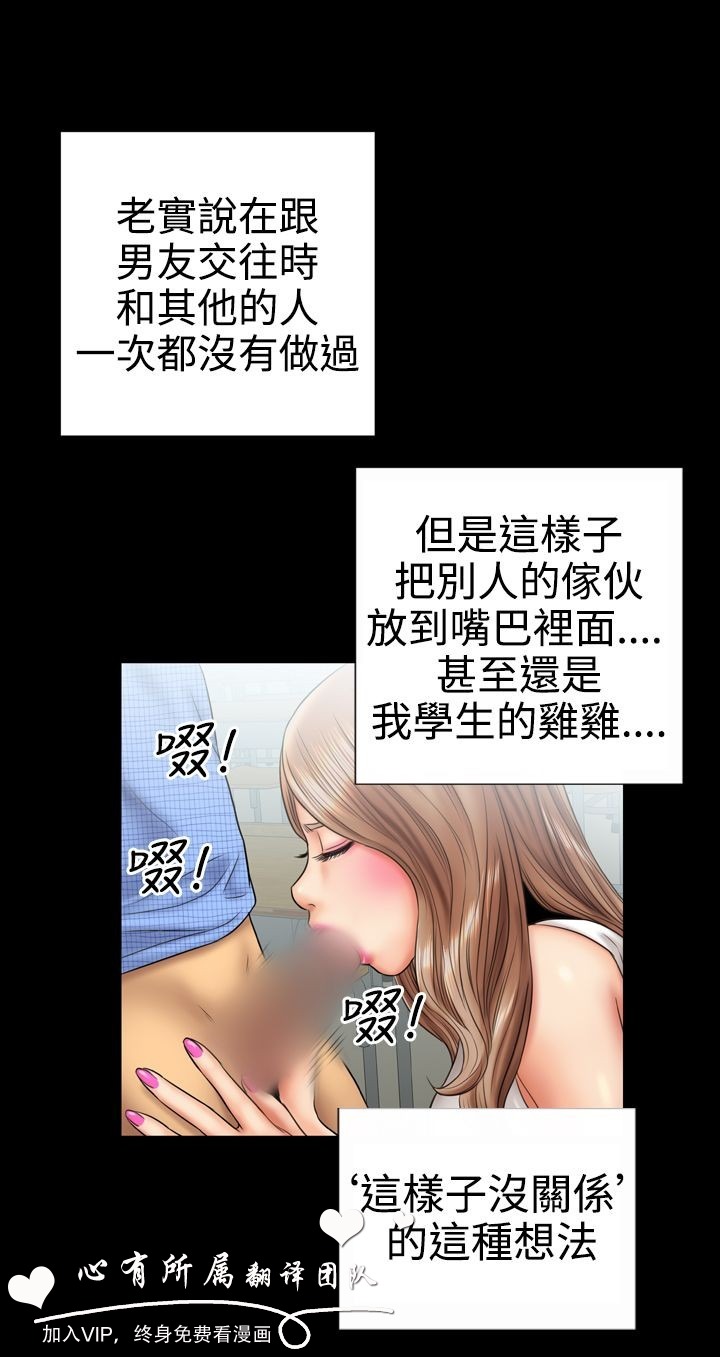 老實說在跟
男友交往時
和其他的人
一次都沒有做過
但是這樣子
把別人的傢伙
放到嘴巴裡面....
甚至還是
我學生的雞雞....
啜!
啜!
啜!
‘這樣子沒關係’
的這種想法
心有所属翻译团队
加入VIP，终身免费看漫画